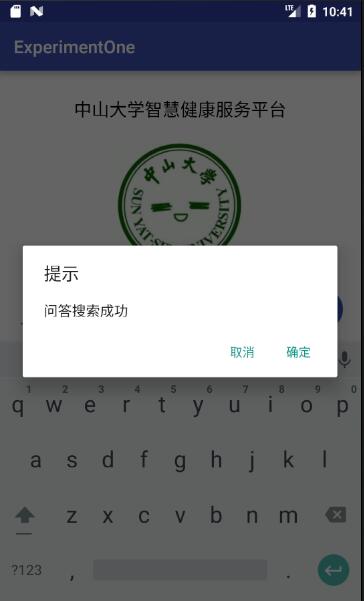 LTE 10:41
ExperimentOne
中山大学智慧健康服务平台
中山大学
SUN YAT-SEN UNIVERSITY
提示
问答搜索成功
取消 确定
1 2 3 4 5 6 7 8 9 0
q w e r t y u i o p
a s d f g h j k l
z x c v b n m
?123 , .